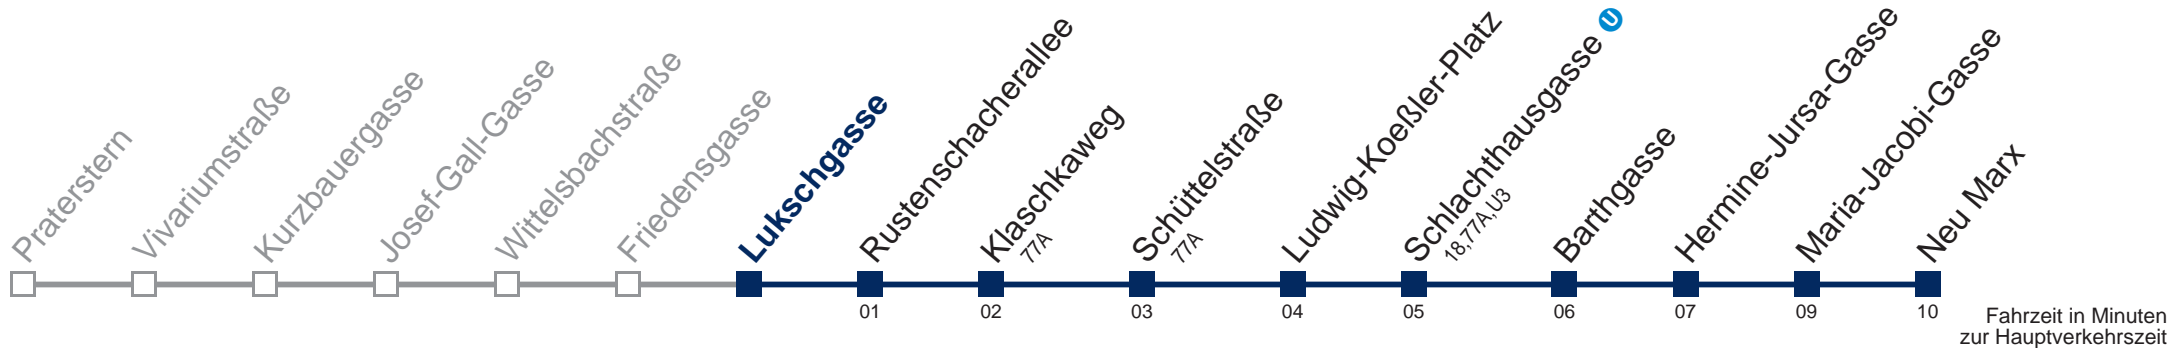 Praterstern
Vivariumstraße
Kurzbauergasse
Josef-Gall-Gasse
Wittelsbachstraße
Friedensgasse
Lukschgasse
Rustenschacherallee
Klaschkaweg
77A
Schüttelstraße
77A
Ludwig-Koeßler-Platz
Schlachthausgasse U
18,77A,U3
Barthgasse
Hermine-Jursa-Gasse
Maria-Jacobi-Gasse
Neu Marx
01
02
03
04
05
06
07
09
10
Fahrzeit in Minuten
zur Hauptverkehrszeit